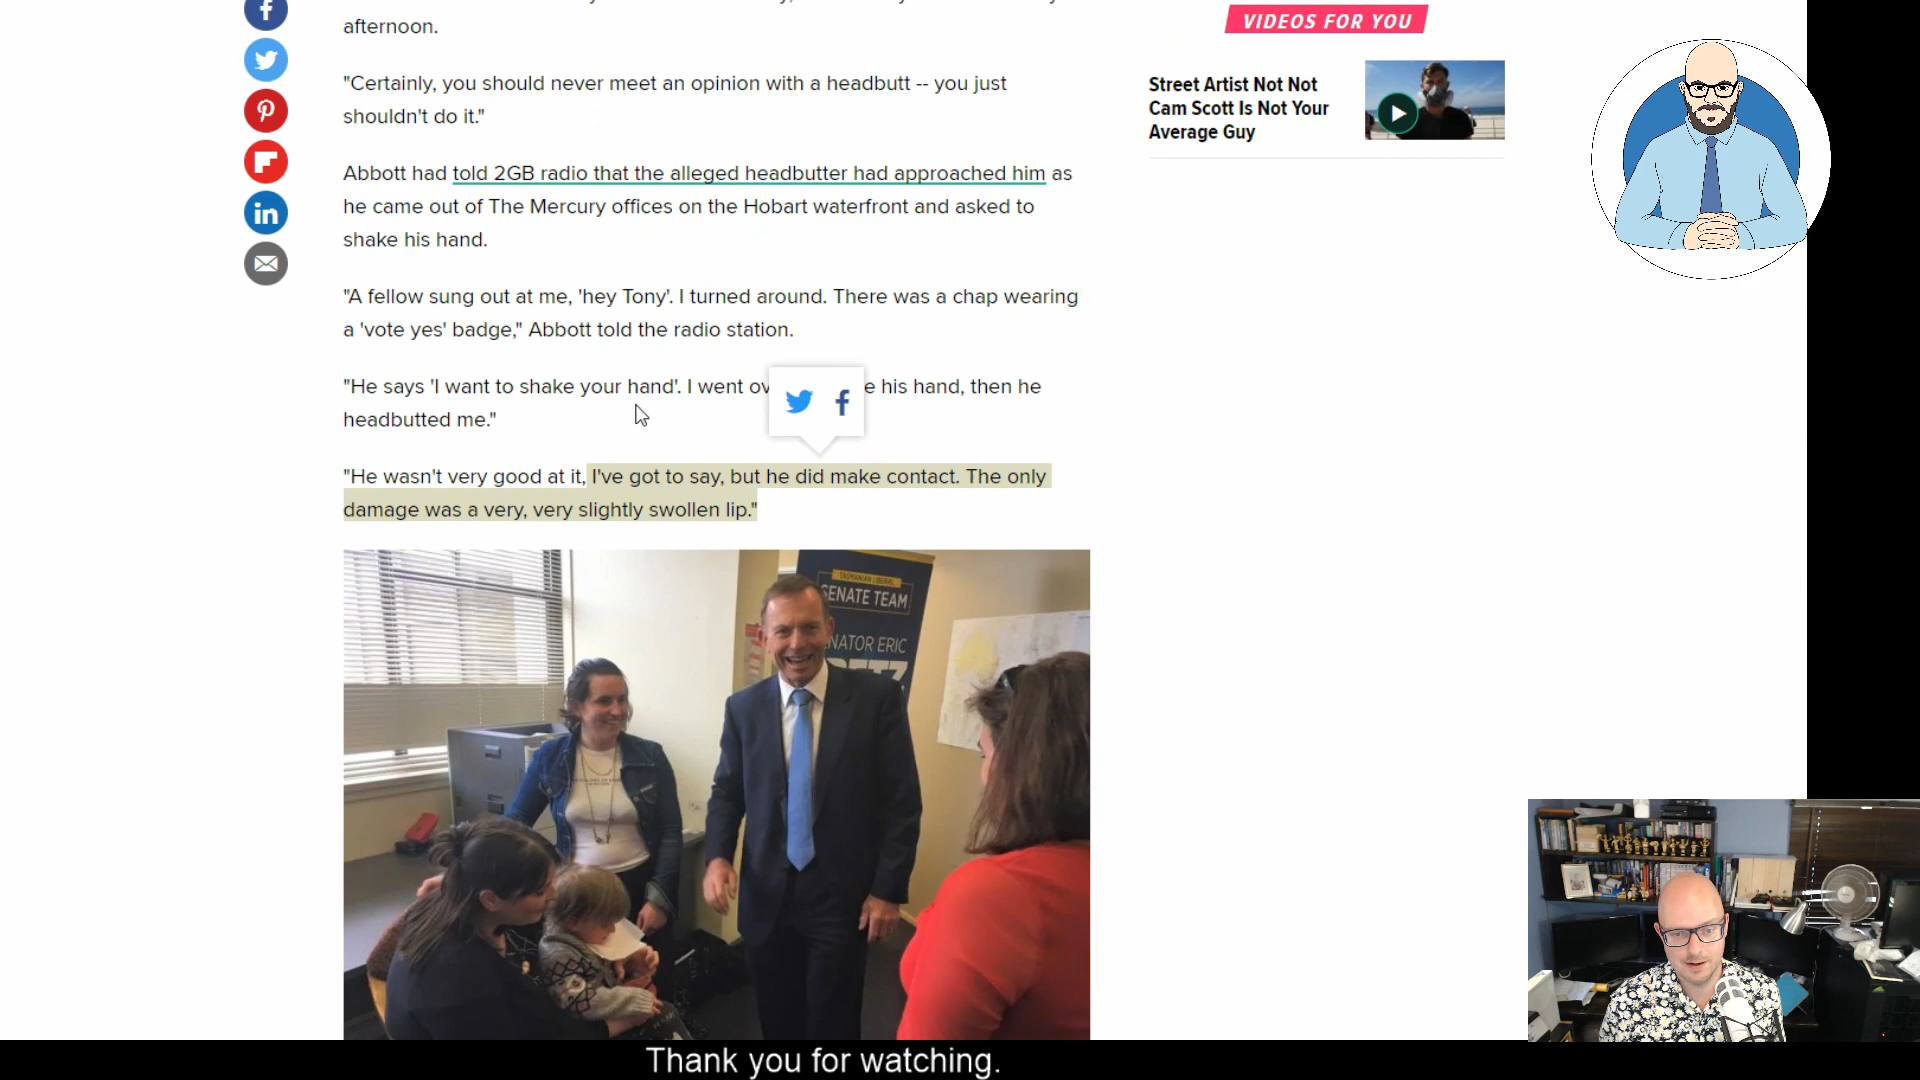 afternoon.
"Certainly, you should never meet an opinion with a headbutt -- you just
shouldn't do it."
Abbott had told 2GB radio that the alleged headbutter had approached him as
he came out of The Mercury offices on the Hobart waterfront and asked to
shake his hand.
"A fellow sung out at me, 'hey Tony'. I turned around. There was a chap wearing
a 'vote yes' badge," Abbott told the radio station.
"He says 'I want to shake your hand'. I went ov e his hand, then he
headbutted me."
"He wasn't very good at it, I've got to say, but he did make contact. The only
damage was a very, very slightly swollen lip."
VIDEOS FOR YOU
Street Artist Not Not
Cam Scott Is Not Your
Average Guy
TASMANIAN LIBERAL
SENATE TEAM
NATOR ERIC
Thank you for watching.